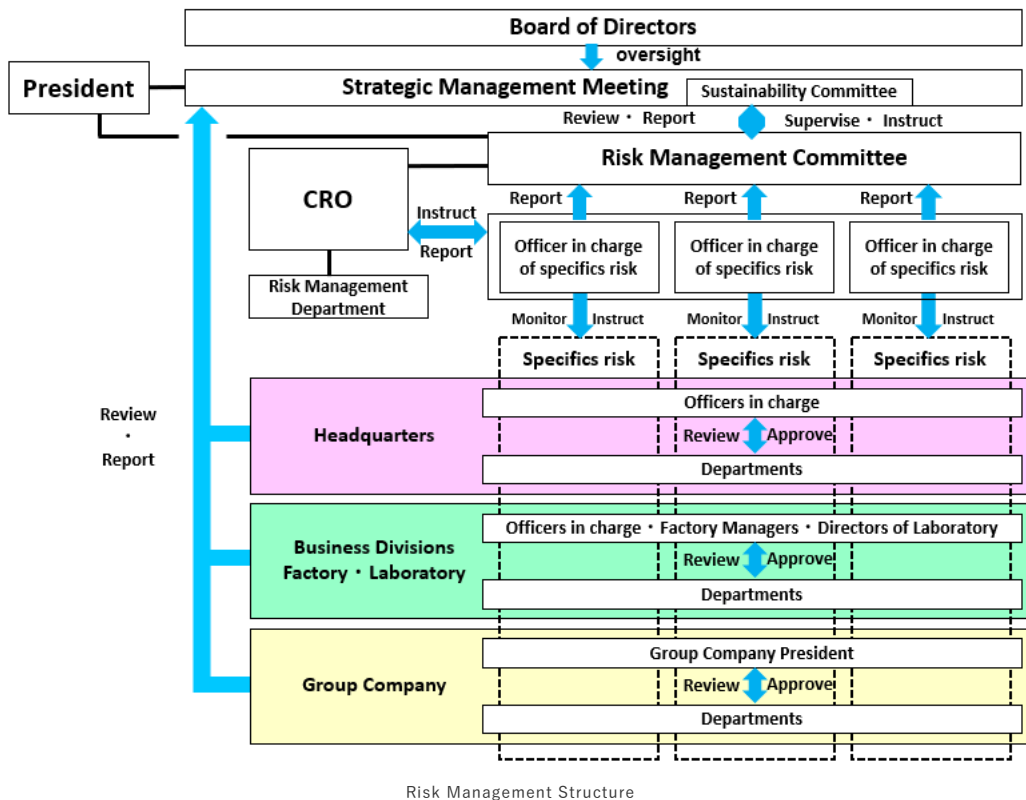 Board of Directors
oversight
President
Strategic Management Meeting
Sustainability Committee
Review・ Report
Supervise・ Instruct
Risk Management Committee
CRO
Report
Report
Report
Instruct
Report
Officer in charge
of specifics risk
Officer in charge
of specifics risk
Officer in charge
of specifics risk
Risk Management
Department
Monitor Instruct
Monitor Instruct
Monitor Instruct
Specifics risk
Specifics risk
Specifics risk
Review
・
Report
Headquarters
Officers in charge
Review Approve
Departments
Business Divisions
Factory・ Laboratory
Officers in charge・Factory Managers・Directors of Laboratory
Review Approve
Departments
Group Company
Group Company President
Review Approve
Departments
Risk Management Structure